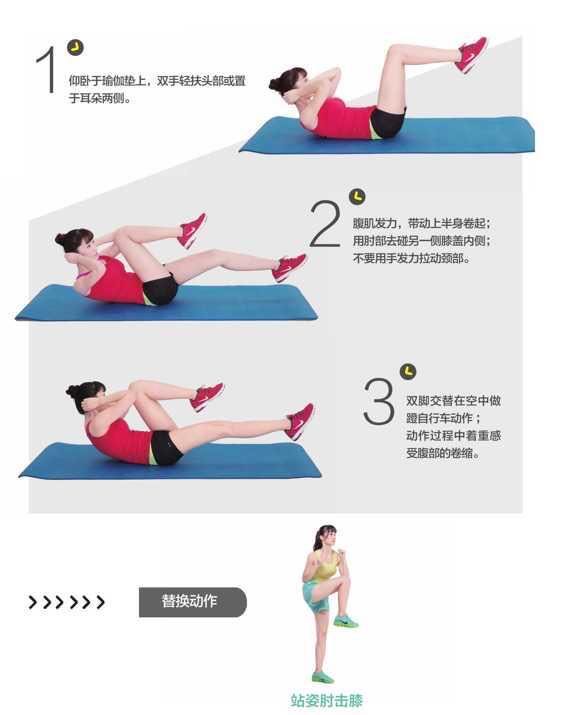 1
仰卧于瑜伽垫上，双手轻扶头部或置
于耳朵两侧。
2
腹肌发力，带动上半身卷起；
用肘部去碰另一侧膝盖内侧；
不要用手发力拉动颈部。
3
双脚交替在空中做
蹬自行车动作；
动作过程中着重感
受腹部的卷缩。
替换动作
站姿肘击膝